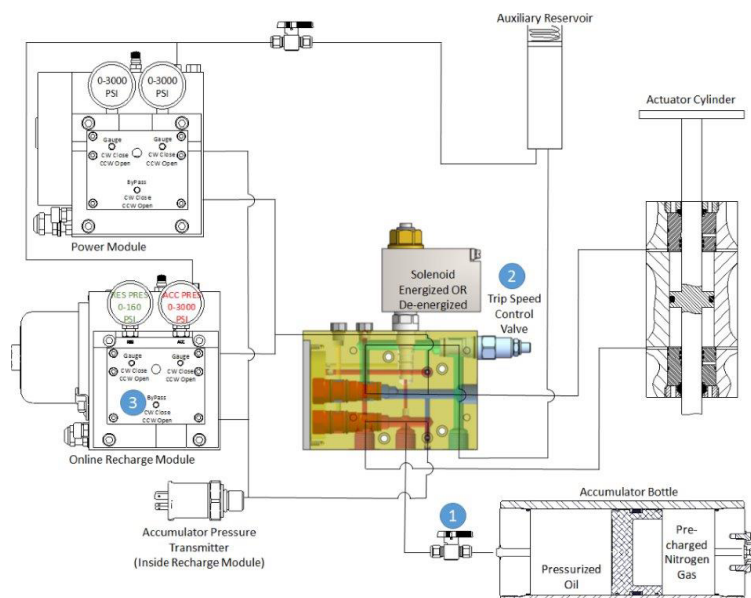 Auxiliary Reservoir
0-3000
PSI
0-3000
PSI
Actuator Cylinder
Gauge
CW Close
CCW Open
Gauge
CW Close
CCW Open
ByPass
CW Close
CCW Open
Power Module
Solenoid
Energized OR
De-energized
2
Trip Speed
Control
Valve
RES PRES
0-160
PSI
ACC PRES
0-3000
PSI
RES
ACC
Gauge
CW Close
CCW Open
Gauge
CW Close
CCW Open
3
ByPass
CW Close
CCW Open
Online Recharge Module
Accumulator Pressure
Transmitter
(Inside Recharge Module)
1
Accumulator Bottle
Pressurized
Oil
Pre-
charged
Nitrogen
Gas